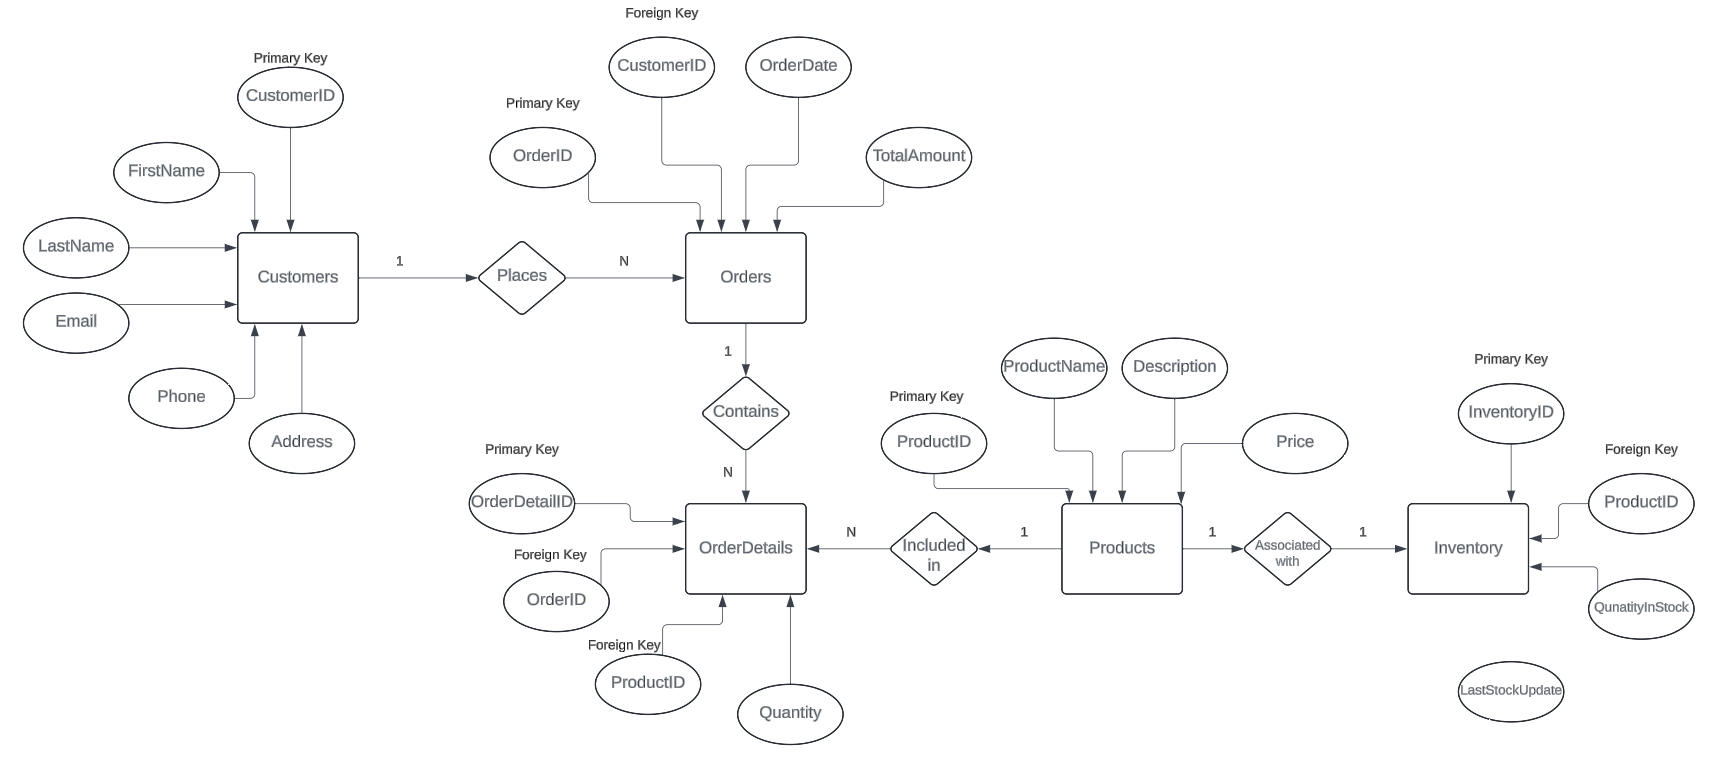 Foreign Key
Primary Key
CustomerID
OrderDate
CustomerID
Primary Key
OrderID
TotalAmount
FirstName
LastName
Customers
1
Places
N
Orders
Email
Phone
Address
1
Contains
N
Primary Key
OrderDetailID
Foreign Key
OrderID
Foreign Key
ProductID
Quantity
OrderDetails
N
Included
in
1
Primary Key
ProductID
ProductName
Description
Price
Products
1
Associated
with
1
Primary Key
InventoryID
Foreign Key
ProductID
Inventory
QunatityInStock
LastStockUpdate